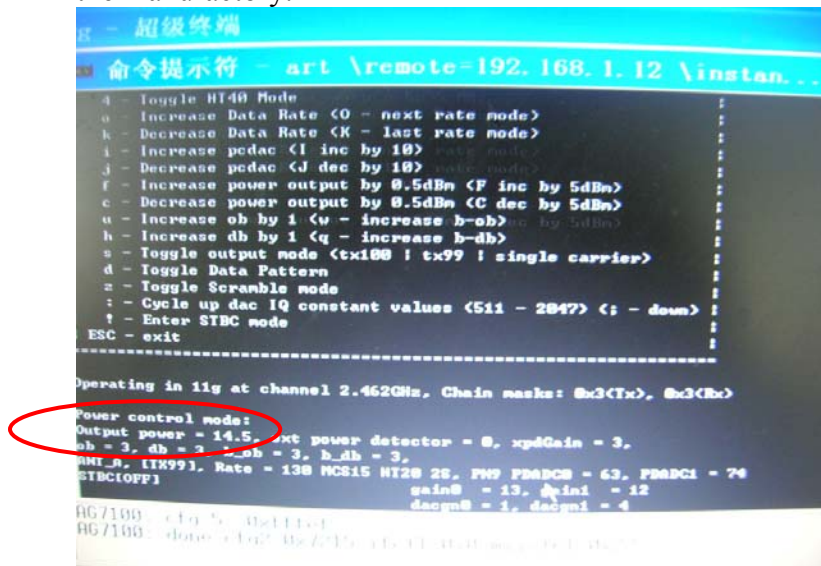 g - 超级终端
命令提示符 - art \remote=192.168.1.12 \instan...
q - Toggle HT40 Mode
o - Increase Data Rate <O - next rate mode>
k - Decrease Data Rate <K - last rate mode>
i - Increase pcdac <I inc by 10>
j - Decrease pcdac <J dec by 10>
f - Increase power output by 0.5dBm <F inc by 5dBm>
c - Decrease power output by 0.5dBm <C dec by 5dBm>
u - Increase ob by 1 <w - increase b-ob>
h - Increase db by 1 <q - increase b-db>
s - Toggle output mode <tx100 | tx99 | single carrier>
d - Toggle Data Pattern
z - Toggle Scramble mode
: - Cycle up dac IQ constant values <511 - 2047> <; - down>
? - Enter STBC mode
ESC - exit
Operating in 11g at channel 2.462GHz, Chain masks: 0x3<Tx>, 0x3<Rx>
Power control mode:
Output power = 14.5, ext power detector = 0, xpdGain = 3,
ob = 3, db = 3, b_ob = 3, b_db = 3,
ANT_A, [TX99], Rate = 130 MCS15 HT20 2S, PN9 PDADC0 = 63, PDADC1 = 74
STBC[OFF]
gain0 = 13, gain1 = 12
dacgn0 = 1, dacgn1 = 4
AG7100: cfg
AG7100: done cfg2